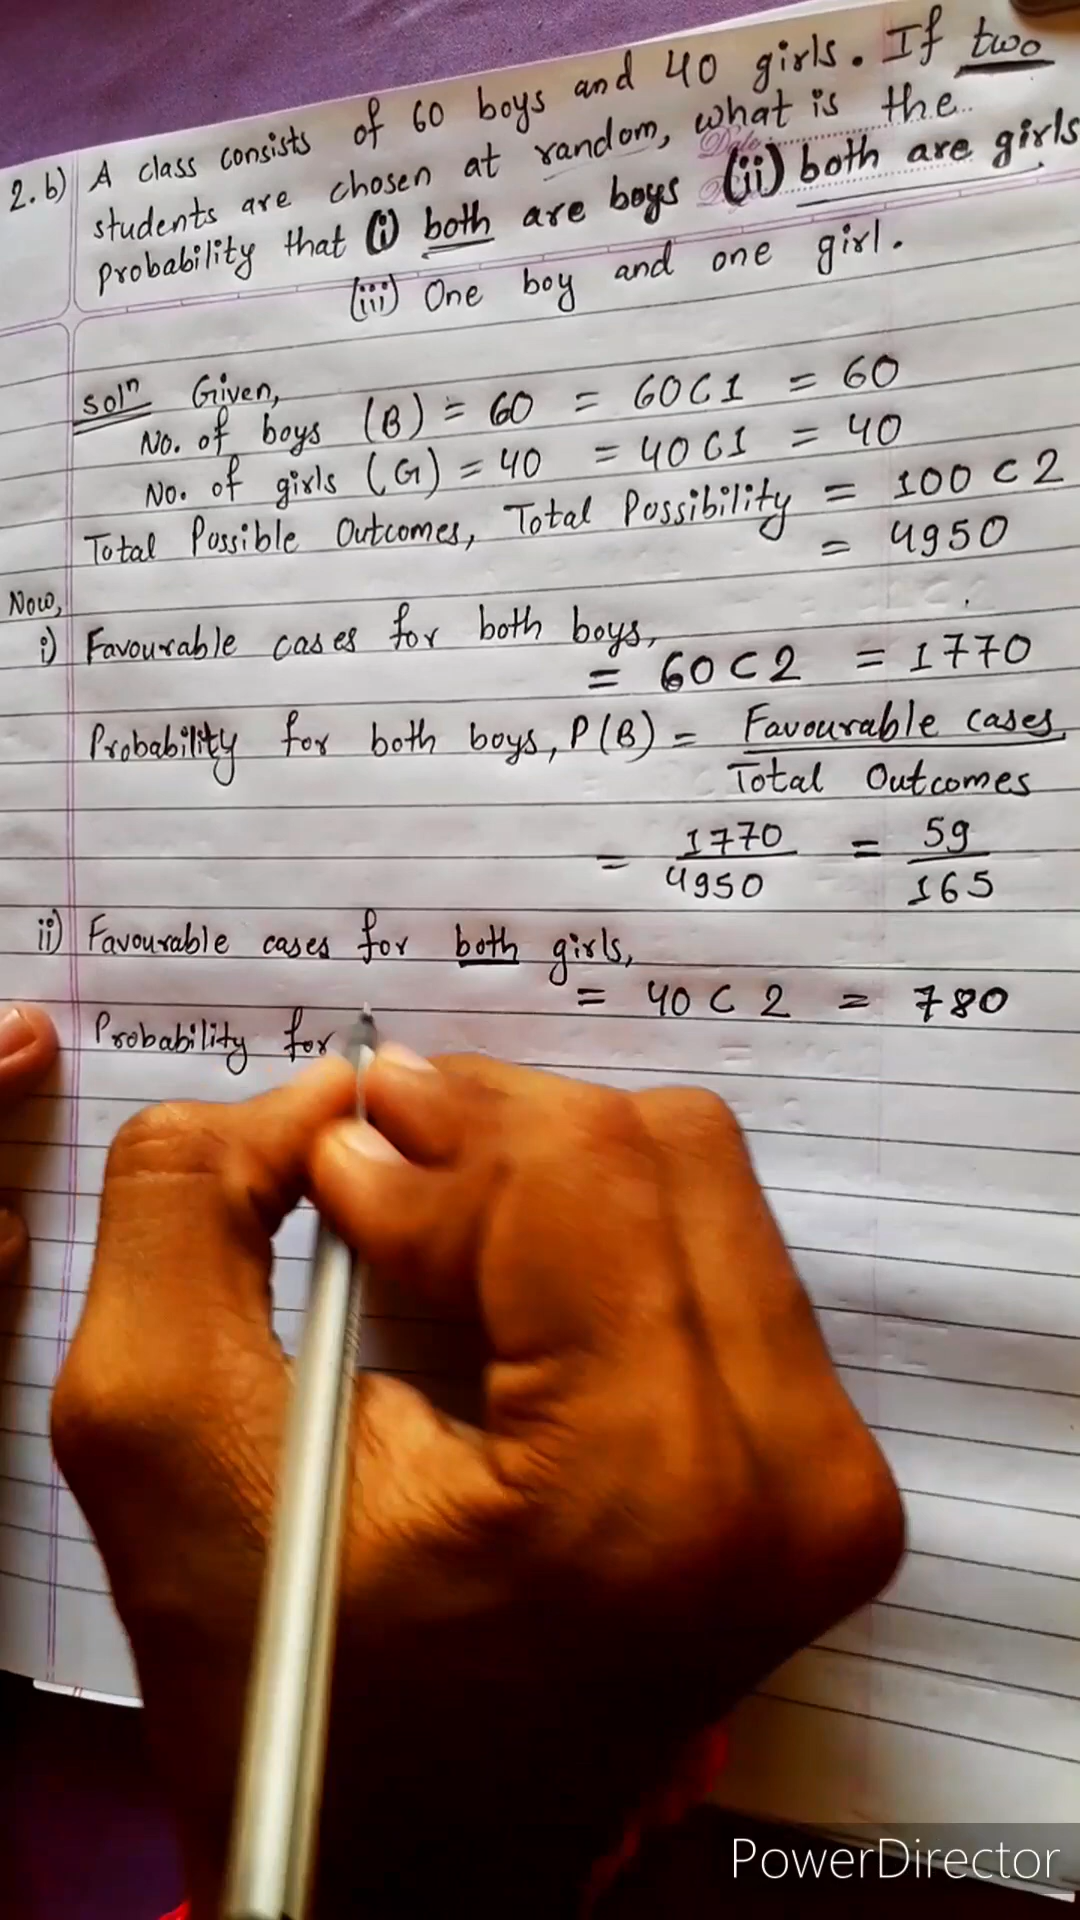 2.b) A class consists of 60 boys and 40 girls. If two
students are chosen at random, what is the
probability that (i) both are boys (ii) both are girls
(iii) One boy and one girl.
Solⁿ Given,
No. of boys (B) = 60 = 60C1 = 60
No. of girls (G) = 40 = 40C1 = 40
Total Possible Outcomes, Total Possibility = 100C2
= 4950
Now,
i) Favourable cases for both boys,
= 60C2 = 1770
Probability for both boys, P(B) = Favourable cases
Total Outcomes
= 1770 = 59
4950 165
ii) Favourable cases for both girls,
= 40C2 = 780
Probability for
PowerDirector